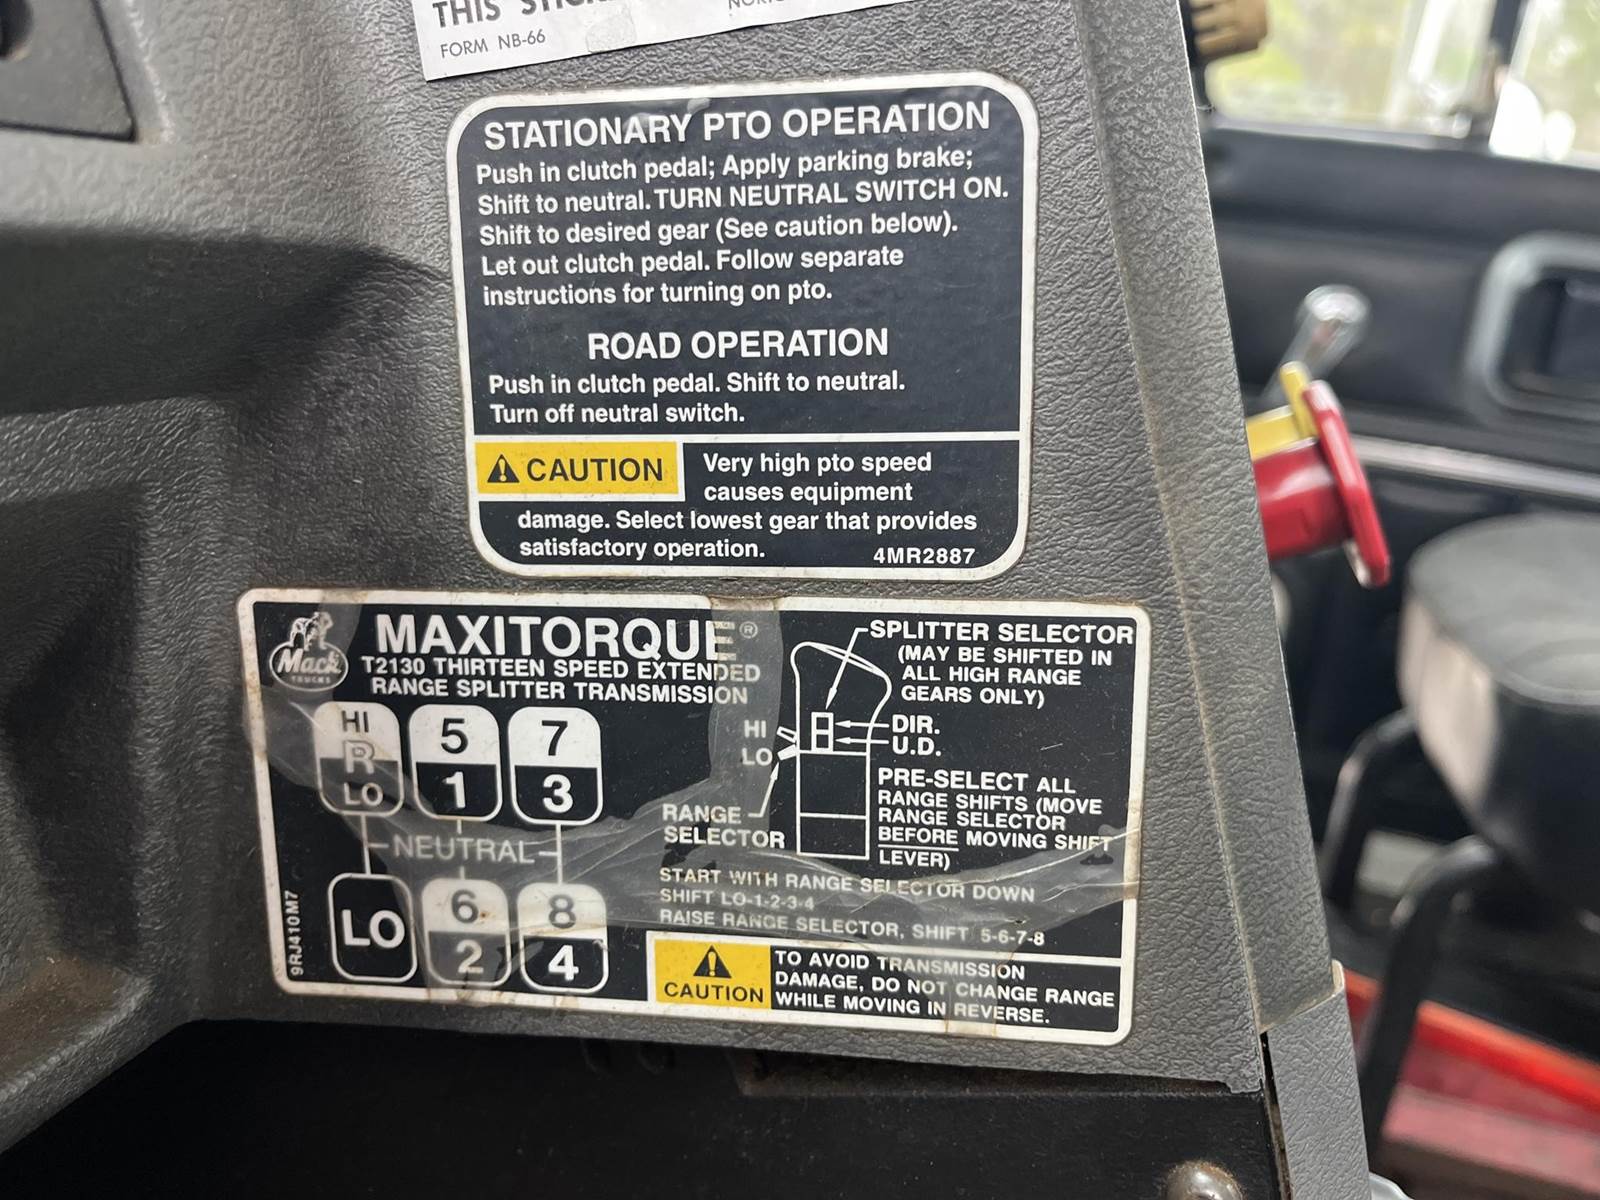 THIS
FORM NB-66
STATIONARY PTO OPERATION
Push in clutch pedal; Apply parking brake;
Shift to neutral. TURN NEUTRAL SWITCH ON.
Shift to desired gear (See caution below).
Let out clutch pedal. Follow separate
instructions for turning on pto.
ROAD OPERATION
Push in clutch pedal. Shift to neutral.
Turn off neutral switch.
CAUTION
Very high pto speed
causes equipment
damage. Select lowest gear that provides
satisfactory operation.
4MR2887
Mack
TRUCKS
MAXITORQUE®
T2130 THIRTEEN SPEED EXTENDED
RANGE SPLITTER TRANSMISSION
HI
R
LO
5
1
7
3
NEUTRAL
LO
6
2
8
4
9RJ410M7
SPLITTER SELECTOR
(MAY BE SHIFTED IN
ALL HIGH RANGE
GEARS ONLY)
HI
LO
DIR.
U.D.
RANGE
SELECTOR
PRE-SELECT ALL
RANGE SHIFTS (MOVE
RANGE SELECTOR
BEFORE MOVING SHIFT
LEVER)
START WITH RANGE SELECTOR DOWN
SHIFT LO-1-2-3-4
RAISE RANGE SELECTOR, SHIFT 5-6-7-8
CAUTION
TO AVOID TRANSMISSION
DAMAGE, DO NOT CHANGE RANGE
WHILE MOVING IN REVERSE.